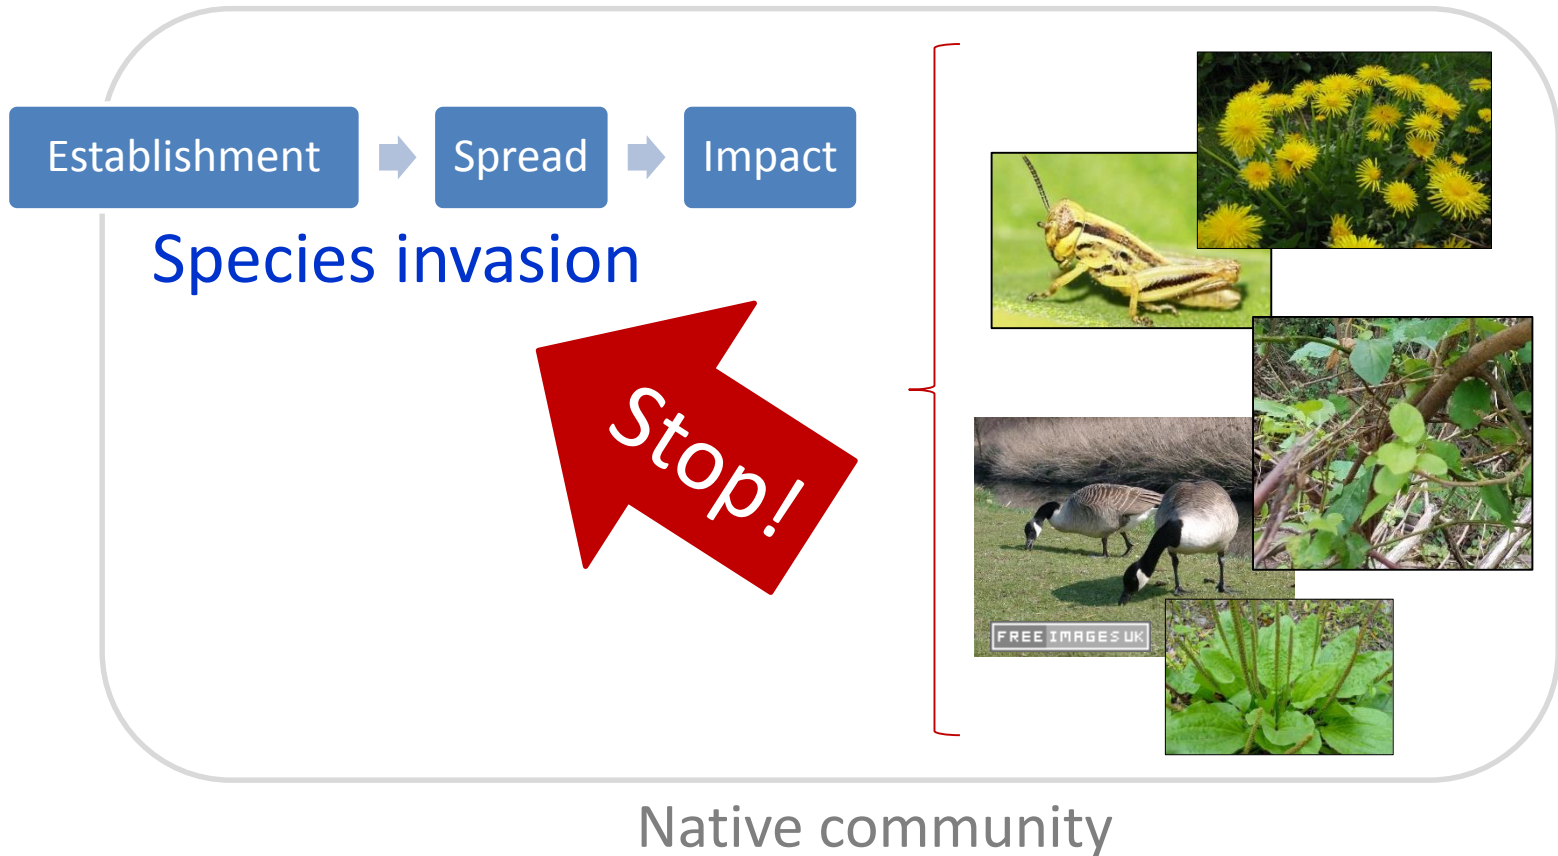 Establishment
Spread
Impact
Species invasion
Stop!
FREE IMAGES UK
Native community